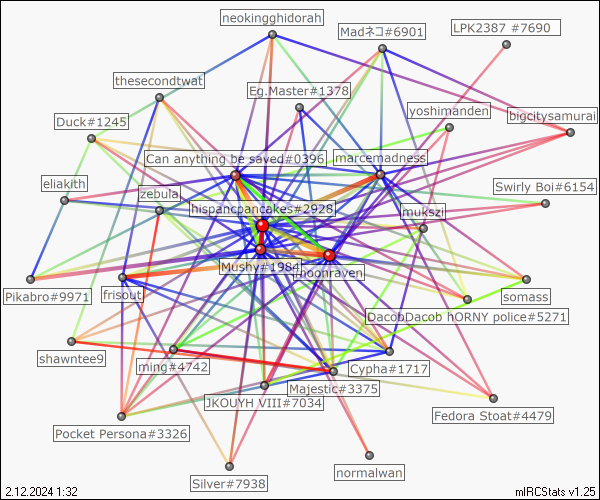 neokingghidorah
Madネコ#6901
LPK2387 #7690
thesecondtwat
Eg.Master#1378
yoshimanden
bigcitysamurai
Duck#1245
Can anything be saved#0396
marcemadness
eliakith
zebulal
Swirly Boi#6154
hispancpancakes#2928
mukszii
Mushy#1984
noonraven
Pikabro#9971
frisout
somass
DacobDacob hORNY police#5271
shawntee9
ming#4742
Cypha#1717
Majestic#3375
JKOUYH VIII#7034
Fedora Stoat#4479
Pocket Persona#3326
Silver#7938
normalwan
2.12.2024 1:32
mIRCStats v1.25